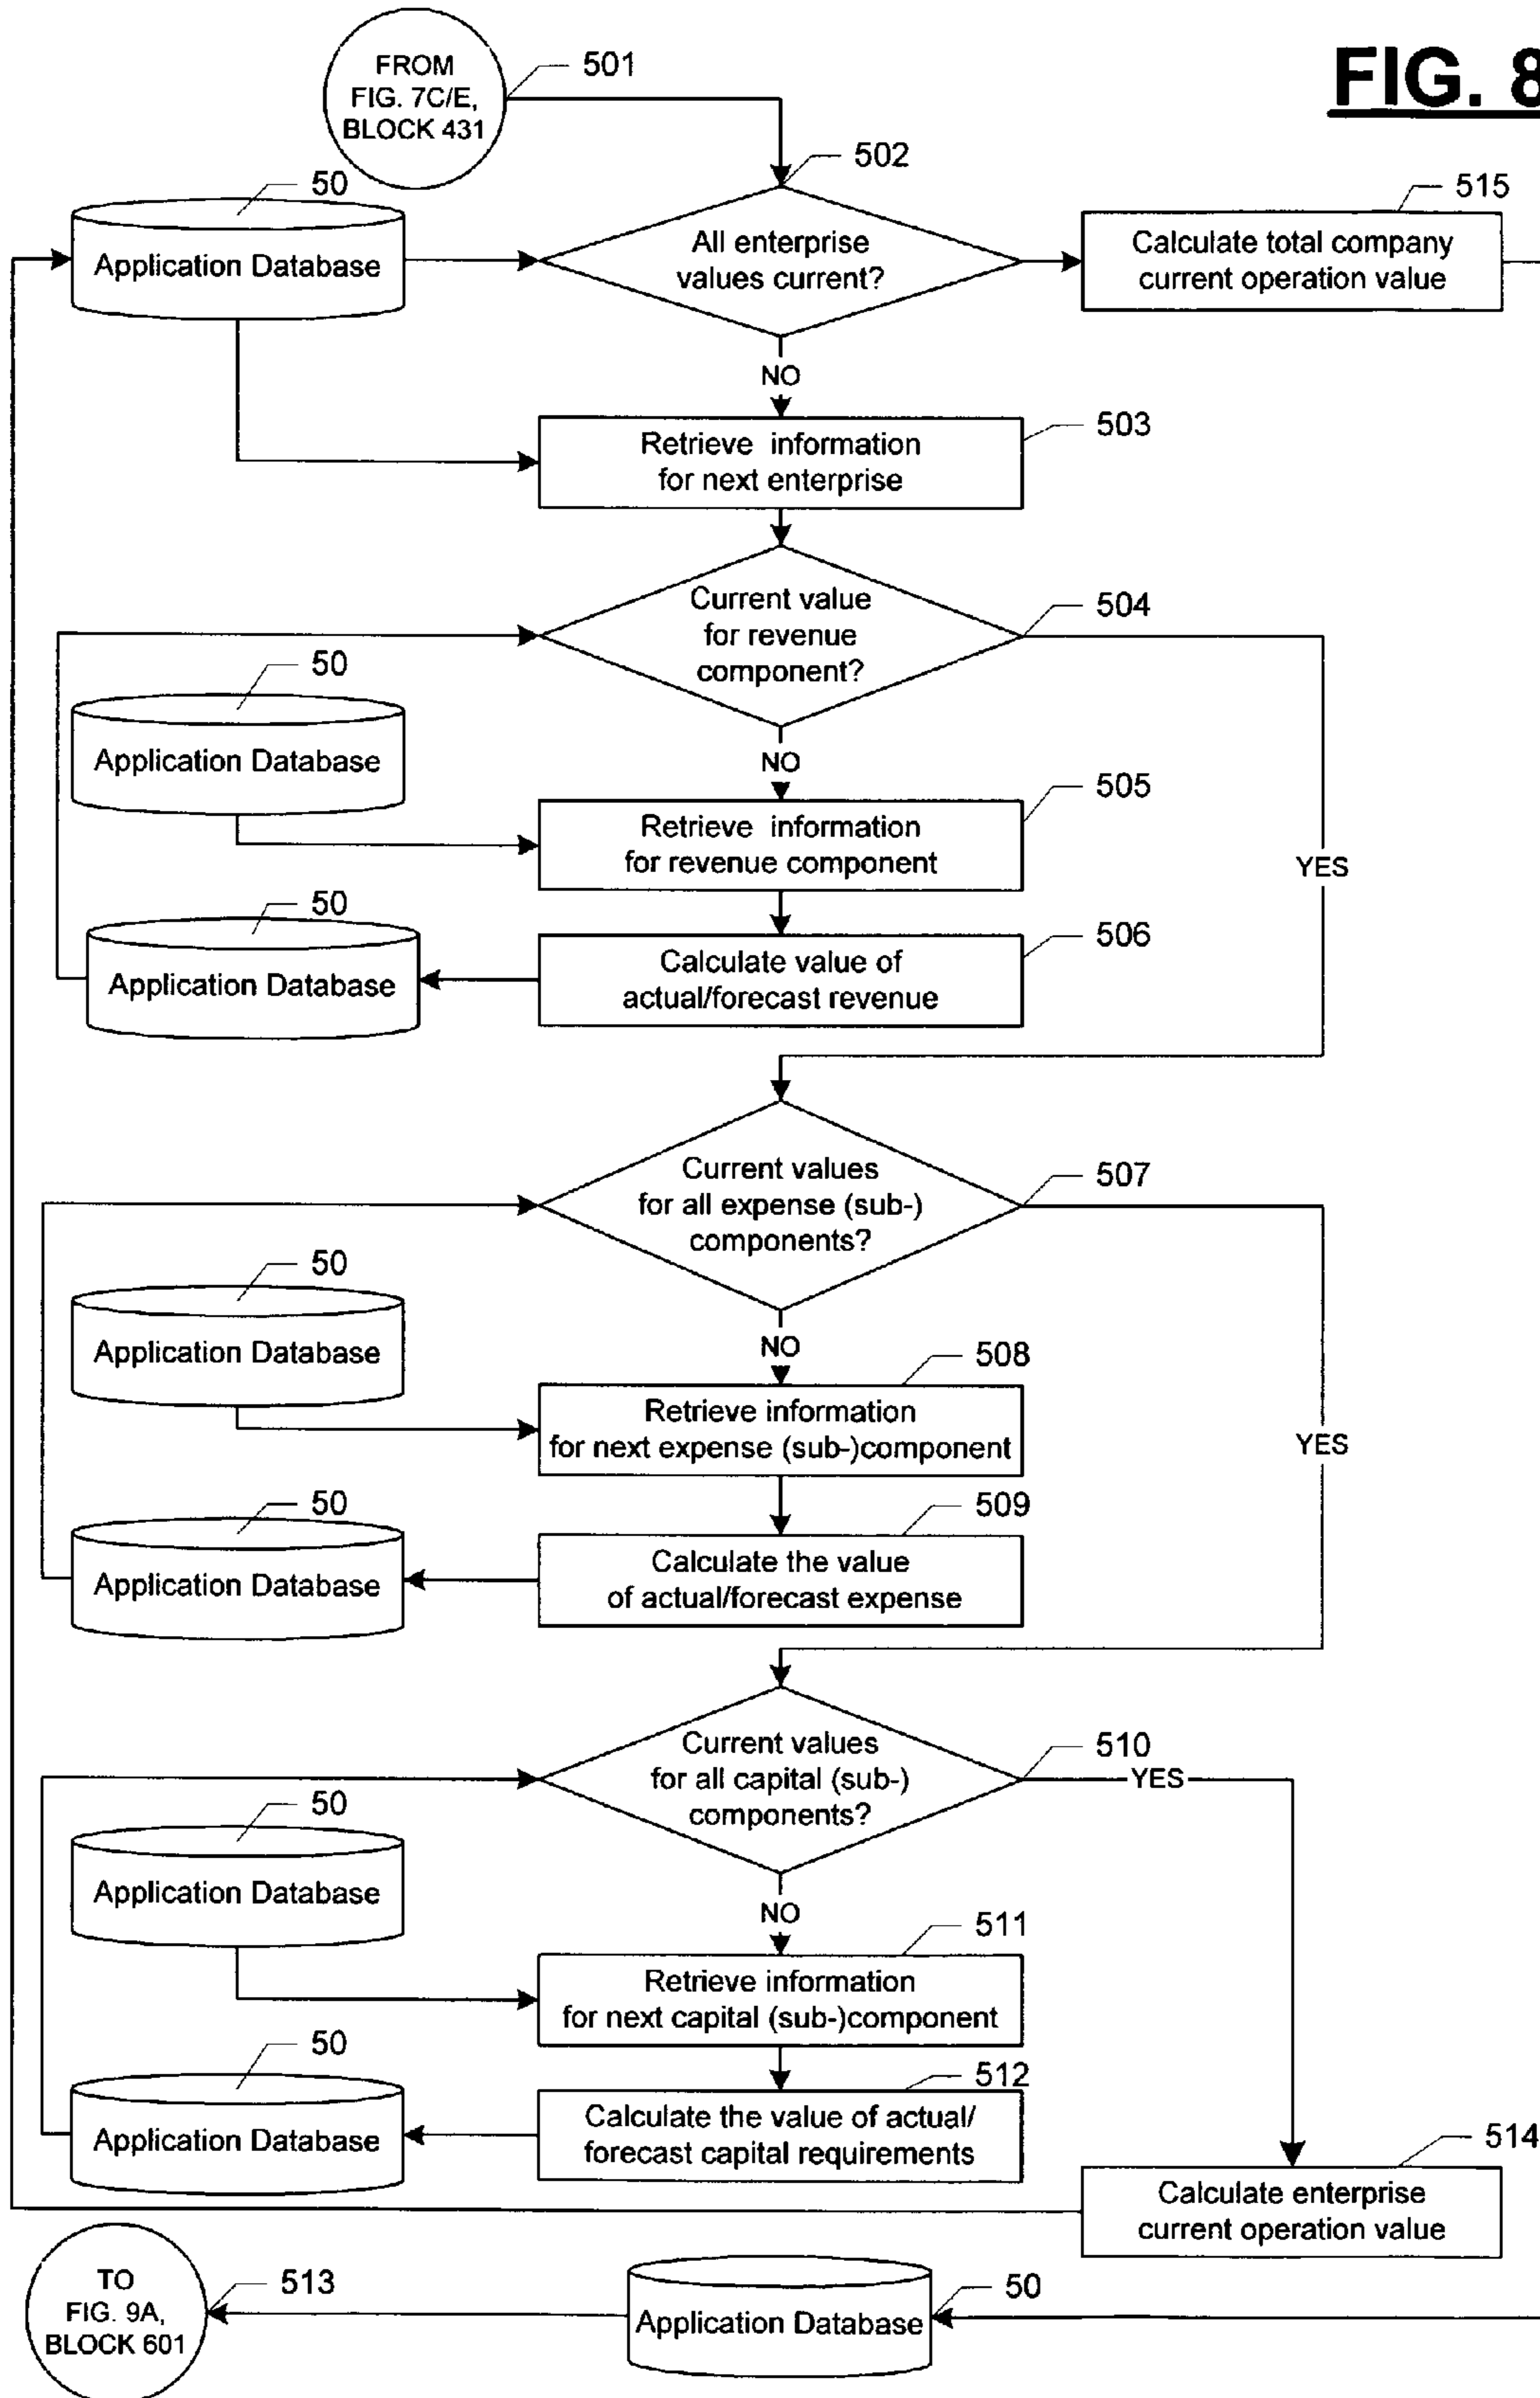 FIG. 8
FROM
FIG. 7C/E,
BLOCK 431
501
502
50
Application Database
All enterprise
values current?
515
Calculate total company
current operation value
NO
503
Retrieve information
for next enterprise
Current value
for revenue
component?
504
50
Application Database
NO
505
Retrieve information
for revenue component
YES
50
Application Database
506
Calculate value of
actual/forecast revenue
Current values
for all expense (sub-)
components?
507
50
Application Database
NO
508
Retrieve information
for next expense (sub-)component
YES
50
Application Database
509
Calculate the value
of actual/forecast expense
Current values
for all capital (sub-)
components?
510
YES
50
Application Database
NO
511
Retrieve information
for next capital (sub-)component
50
Application Database
512
Calculate the value of actual/
forecast capital requirements
514
Calculate enterprise
current operation value
TO
FIG. 9A,
BLOCK 601
513
50
Application Database